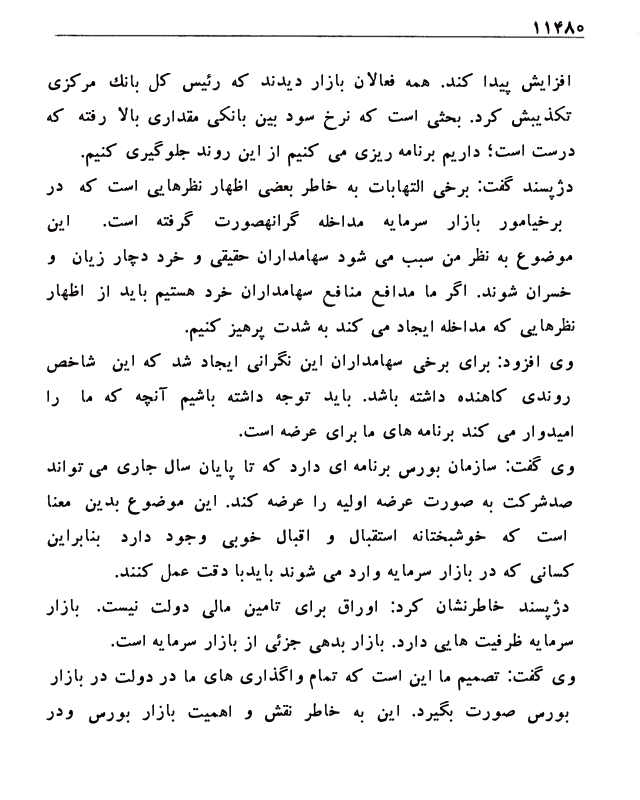 ۱۱۴۸۰
افزایش پیدا کند. همه فعالان بازار دیدند که رئیس کل بانك مرکزی
تکذیبش کرد. بحثی است که نرخ سود بین بانکی مقداری بالا رفته که
درست است؛ داریم برنامه ریزی می کنیم از این روند جلوگیری کنیم.
دژپسند گفت: برخی التهابات به خاطر بعضی اظهار نظرهایی است که در
برخیامور بازار سرمایه مداخله گرانهصورت گرفته است. این
موضوع به نظر من سبب می شود سهامداران حقیقی و خرد دچار زیان و
خسران شوند. اگر ما مدافع منافع سهامداران خرد هستیم باید از اظهار
نظرهایی که مداخله ایجاد می کند به شدت پرهیز کنیم.
وی افزود: برای برخی سهامداران این نگرانی ایجاد شد که این شاخص
روندی کاهنده داشته باشد. باید توجه داشته باشیم آنچه که ما را
امیدوار می کند برنامه های ما برای عرضه است.
وی گفت: سازمان بورس برنامه ای دارد که تا پایان سال جاری می تواند
صدشرکت به صورت عرضه اولیه را عرضه کند. این موضوع بدین معنا
است که خوشبختانه استقبال و اقبال خوبی وجود دارد بنابراین
کسانی که در بازار سرمایه وارد می شوند بایدبا دقت عمل کنند.
دژپسند خاطرنشان کرد: اوراق برای تامین مالی دولت نیست. بازار
سرمایه ظرفیت هایی دارد. بازار بدهی جزئی از بازار سرمایه است.
وی گفت: تصمیم ما این است که تمام واگذاری های ما در دولت در بازار
بورس صورت بگیرد. این به خاطر نقش و اهمیت بازار بورس ودر